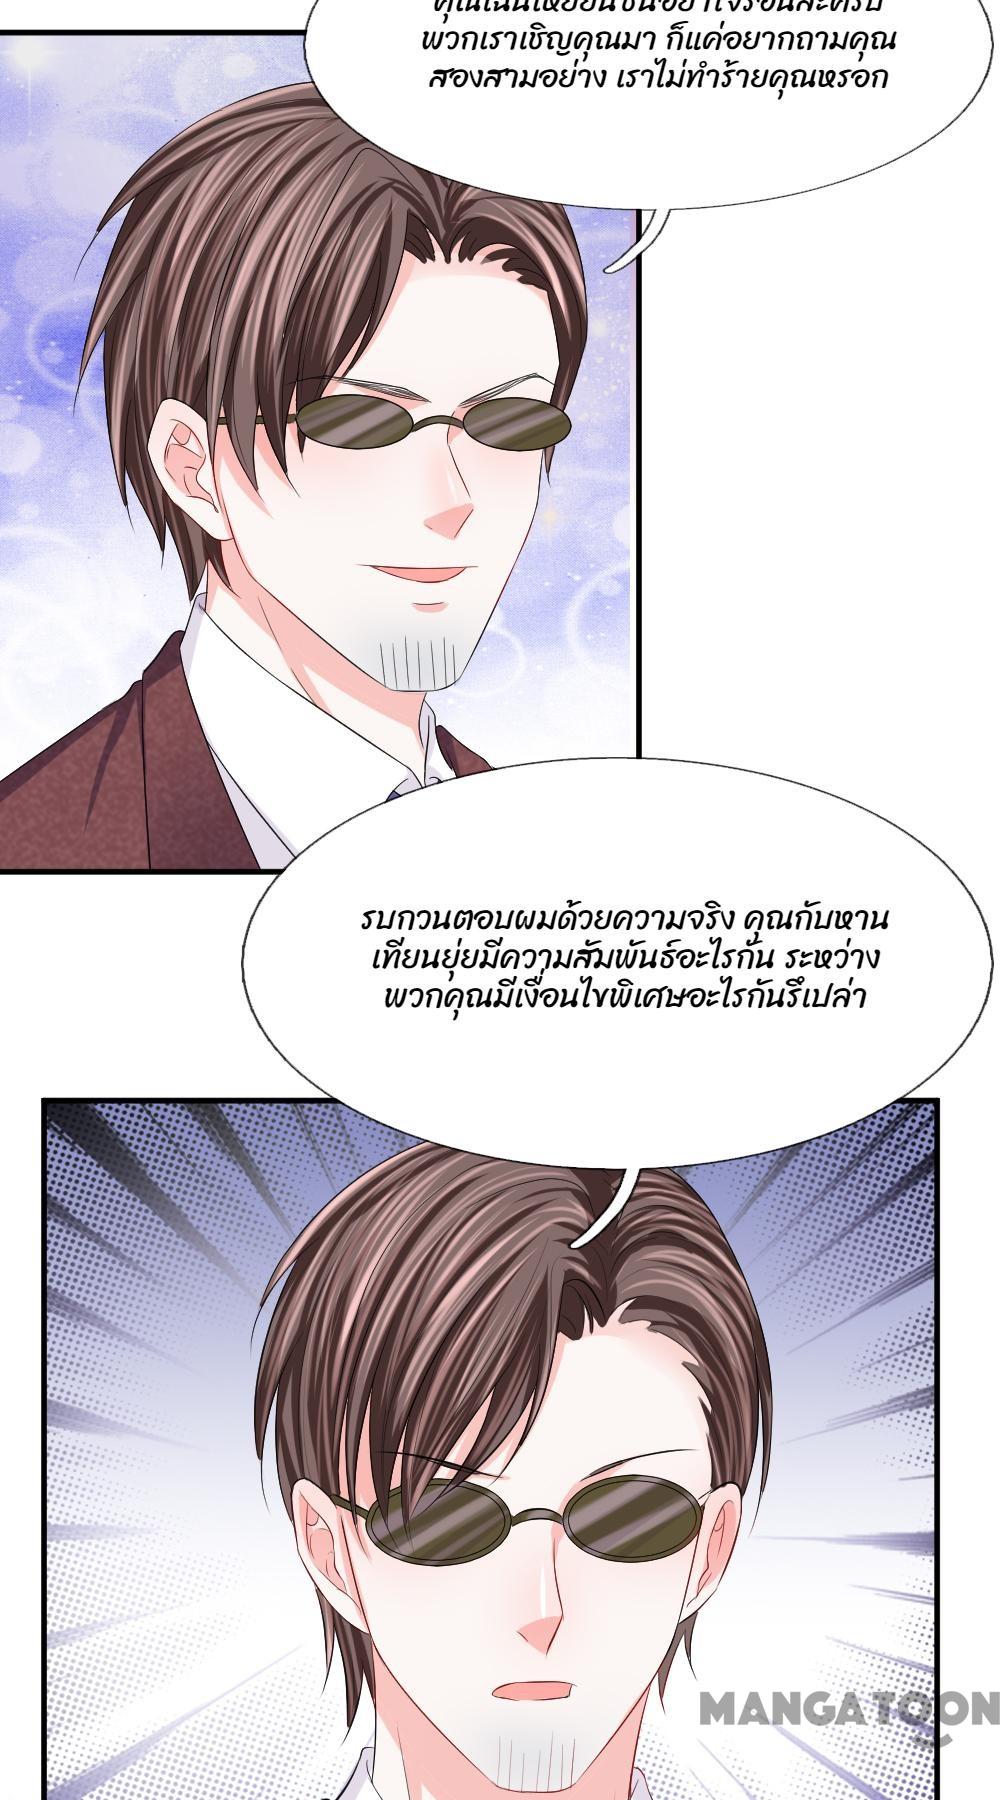 พวกเราเชิญคุณมา ก็แค่อยากถามคุณ
สองสามอย่าง เราไม่ทำร้ายคุณหรอก
รบกวนตอบผมด้วยความจริง คุณกับหาน
เทียนยุ่ยมีความสัมพันธ์อะไรกัน ระหว่าง
พวกคุณมีเงื่อนไขพิเศษอะไรกันรึเปล่า
MANGATOON